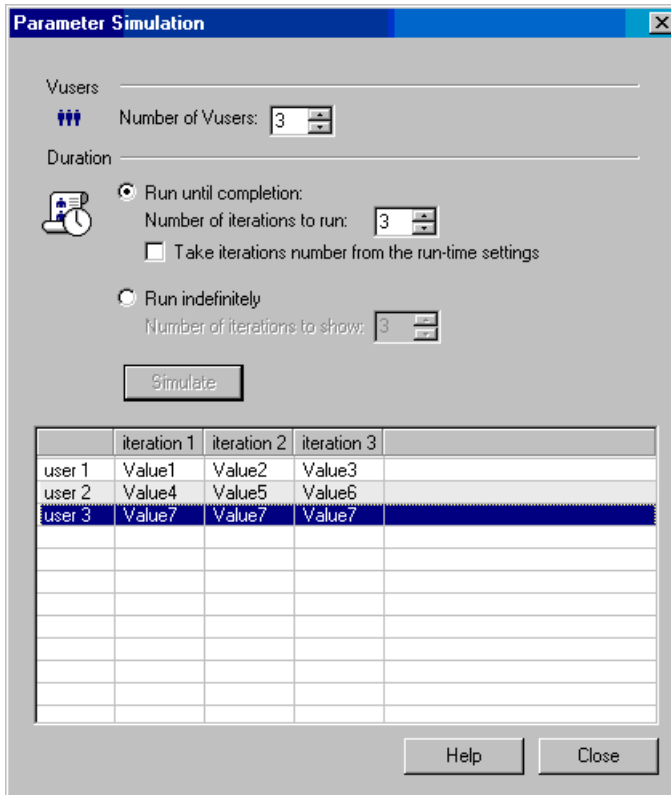 Parameter Simulation
Vusers
Number of Vusers: 3
Duration
Run until completion:
Number of iterations to run: 3
Take iterations number from the run-time settings
Run indefinitely
Number of iterations to show: 3
Simulate
iteration 1 iteration 2 iteration 3
user 1 Value1 Value2 Value3
user 2 Value4 Value5 Value6
user 3 Value7 Value7 Value7
Help Close